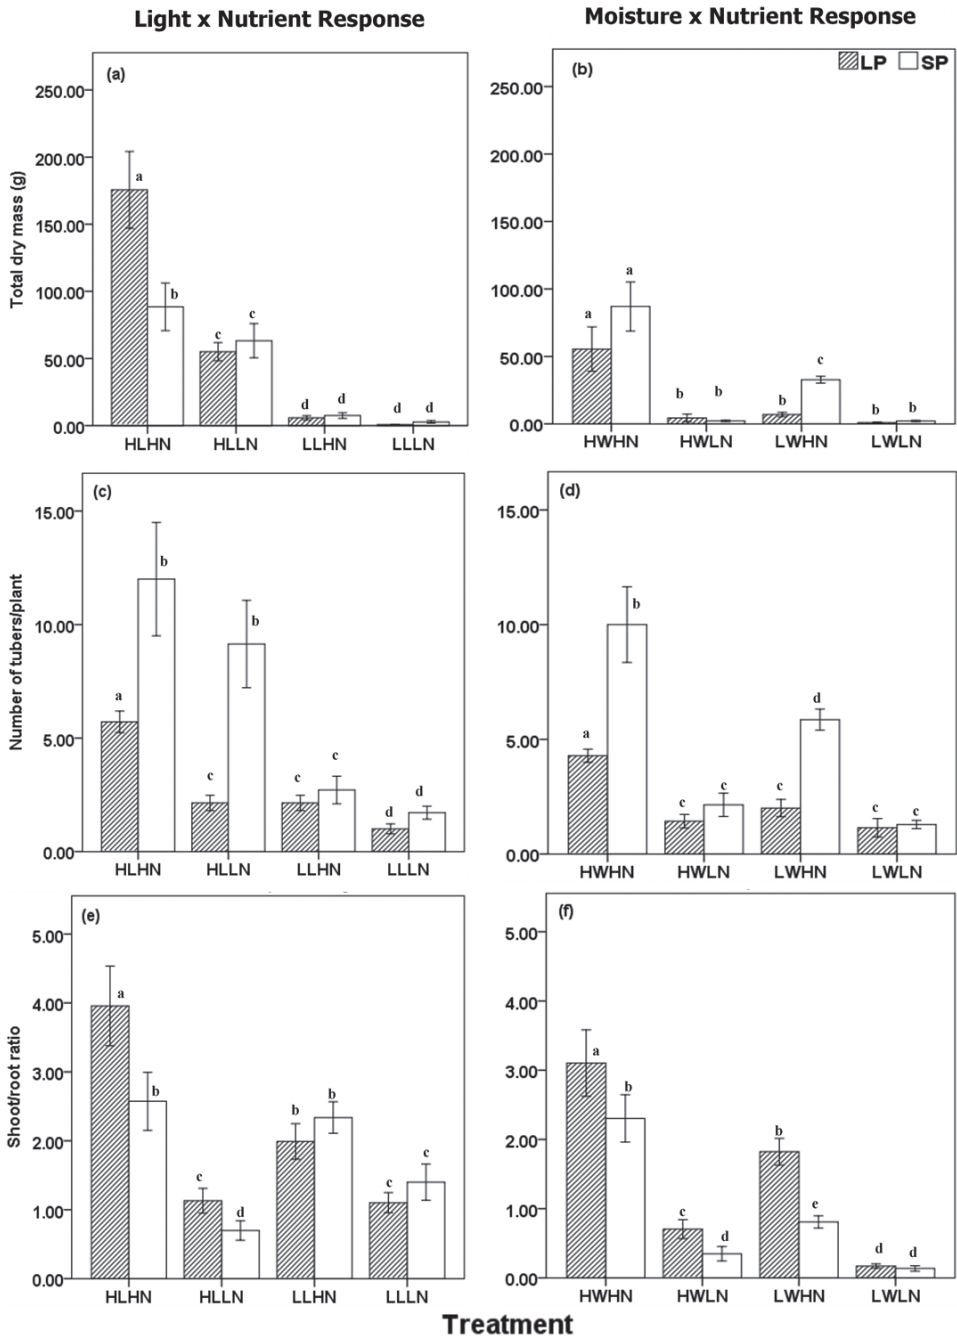 Light x Nutrient Response
Moisture x Nutrient Response
(a)
Total dry mass (g)
250.00
200.00
150.00
100.00
50.00
0.00
a
b
c
c
d
d
d
d
HLHN HLLN LLHN LLLN
(b)
LP SP
250.00
200.00
150.00
100.00
50.00
0.00
a
a
b
b
b
c
b
b
HWHN HWLN LWHN LWLN
(c)
Number of tubers/plant
15.00
10.00
5.00
0.00
a
b
c
b
c
c
d
d
HLHN HLLN LLHN LLLN
(d)
15.00
10.00
5.00
0.00
a
b
c
c
c
d
c
c
HWHN HWLN LWHN LWLN
(e)
Shoot/root ratio
5.00
4.00
3.00
2.00
1.00
0.00
a
b
c
d
b
b
c
c
HLHN HLLN LLHN LLLN
(f)
5.00
4.00
3.00
2.00
1.00
0.00
a
b
c
d
b
e
d
d
HWHN HWLN LWHN LWLN
Treatment